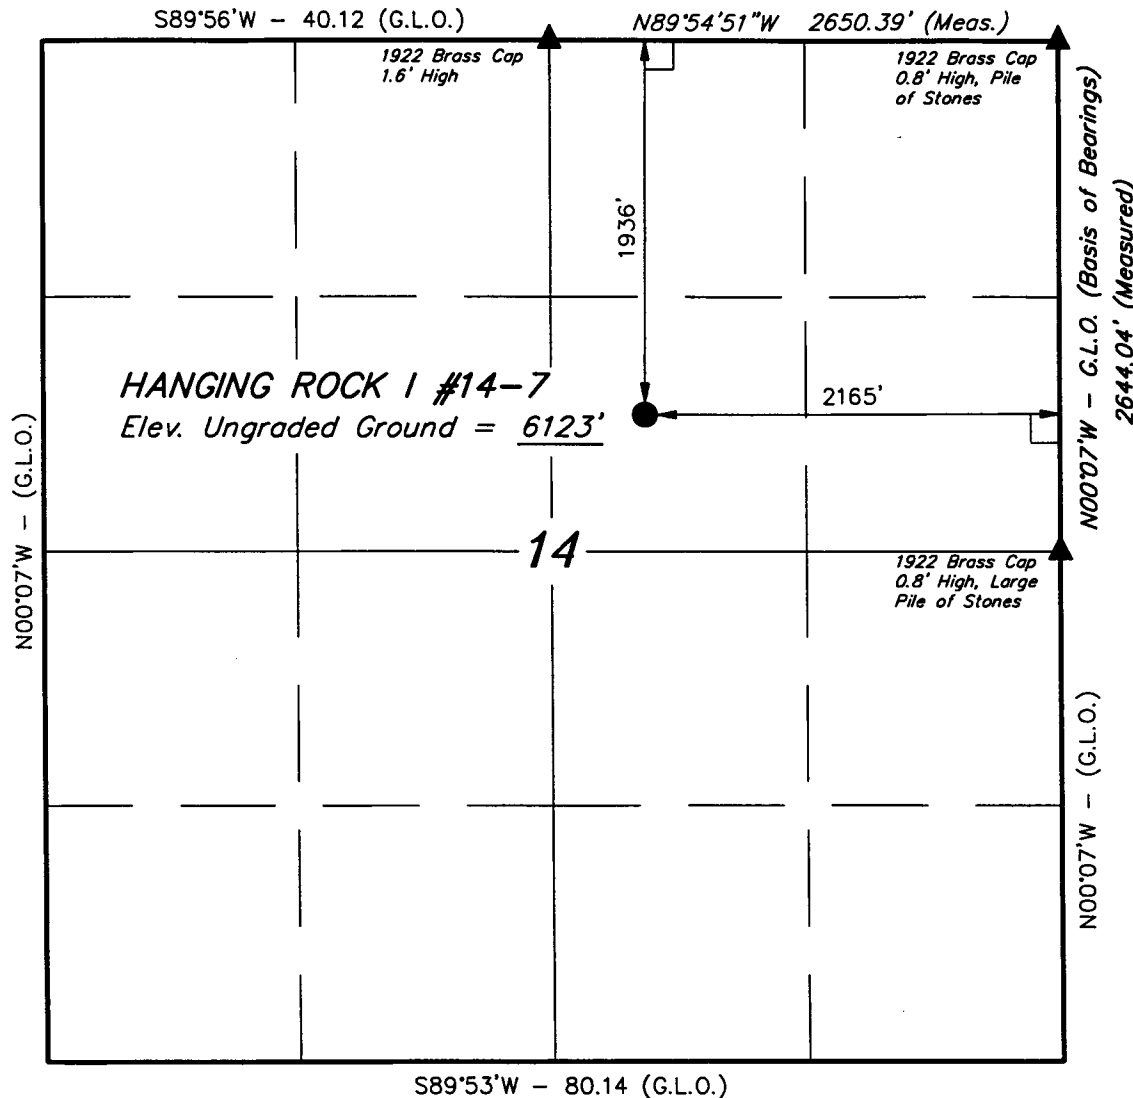 S89°56'W - 40.12 (G.L.O.)
N89°54'51"W 2650.39' (Meas.)
1922 Brass Cap
1.6' High
1922 Brass Cap
0.8' High, Pile
of Stones
N00°07'W - G.L.O. (Basis of Bearings)
2644.04' (Measured)
1936'
HANGING ROCK I #14-7
Elev. Ungraded Ground = 6123'
2165'
N00°07'W - (G.L.O.)
14
1922 Brass Cap
0.8' High, Large
Pile of Stones
N00°07'W - (G.L.O.)
S89°53'W - 80.14 (G.L.O.)